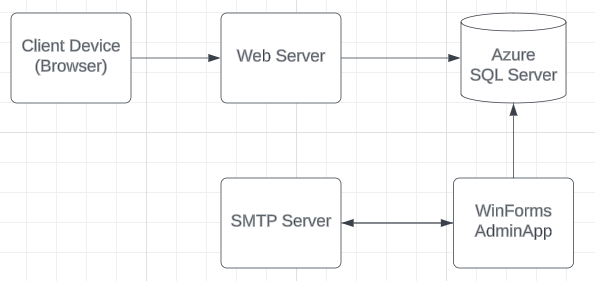 Client Device
(Browser)
Web Server
Azure
SQL Server
SMTP Server
WinForms
AdminApp